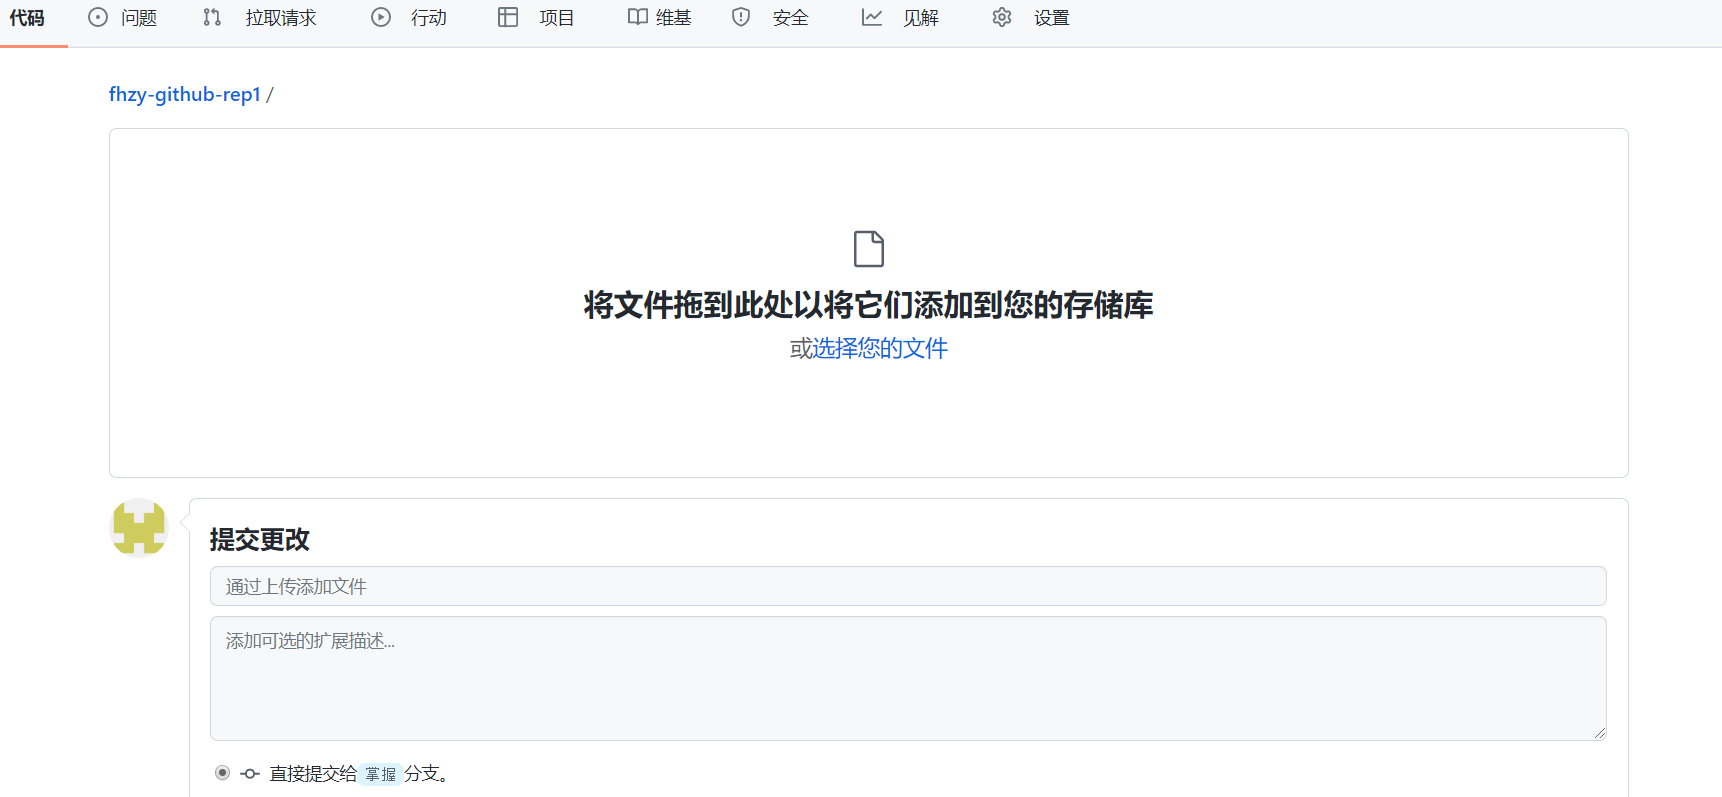 代码 问题 拉取请求 行动 项目 维基 安全 见解 设置
fhzy-github-rep1 /
将文件拖到此处以将它们添加到您的存储库
或选择您的文件
提交更改
通过上传添加文件
添加可选的扩展描述...
直接提交给 掌握 分支。